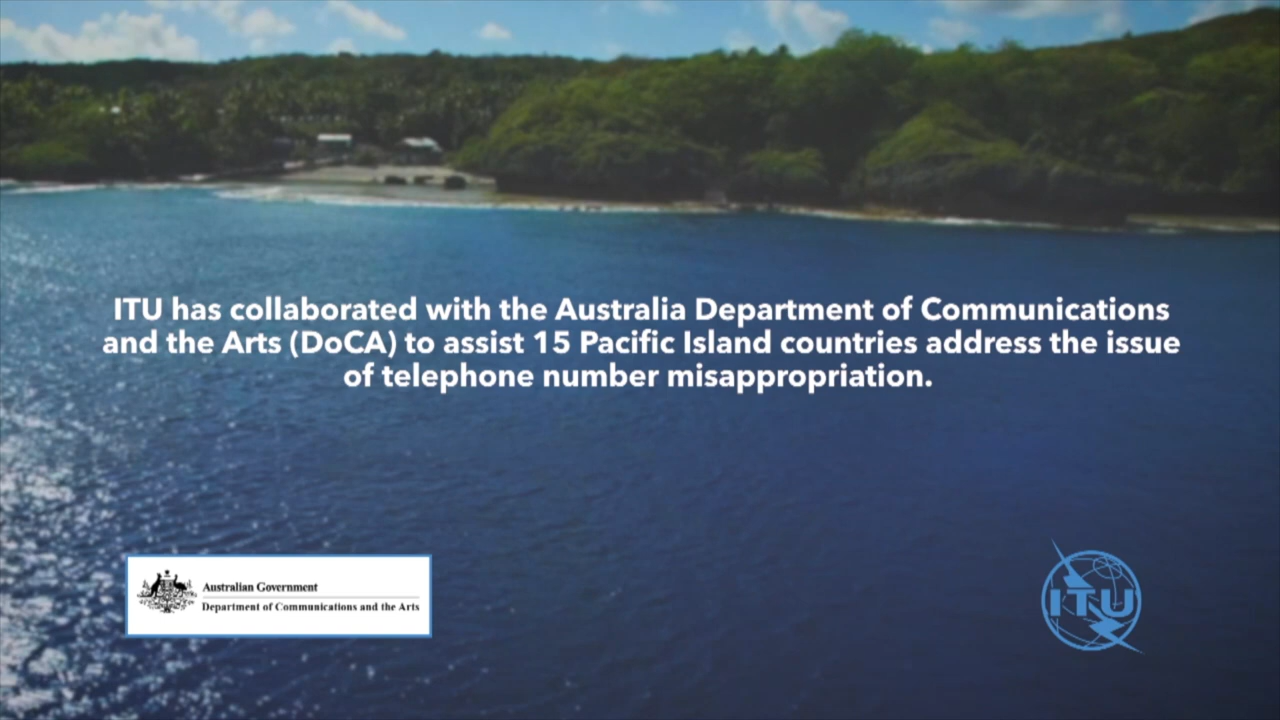 ITU has collaborated with the Australia Department of Communications
and the Arts (DoCA) to assist 15 Pacific Island countries address the issue
of telephone number misappropriation.
Australian Government
Department of Communications and the Arts
ITU